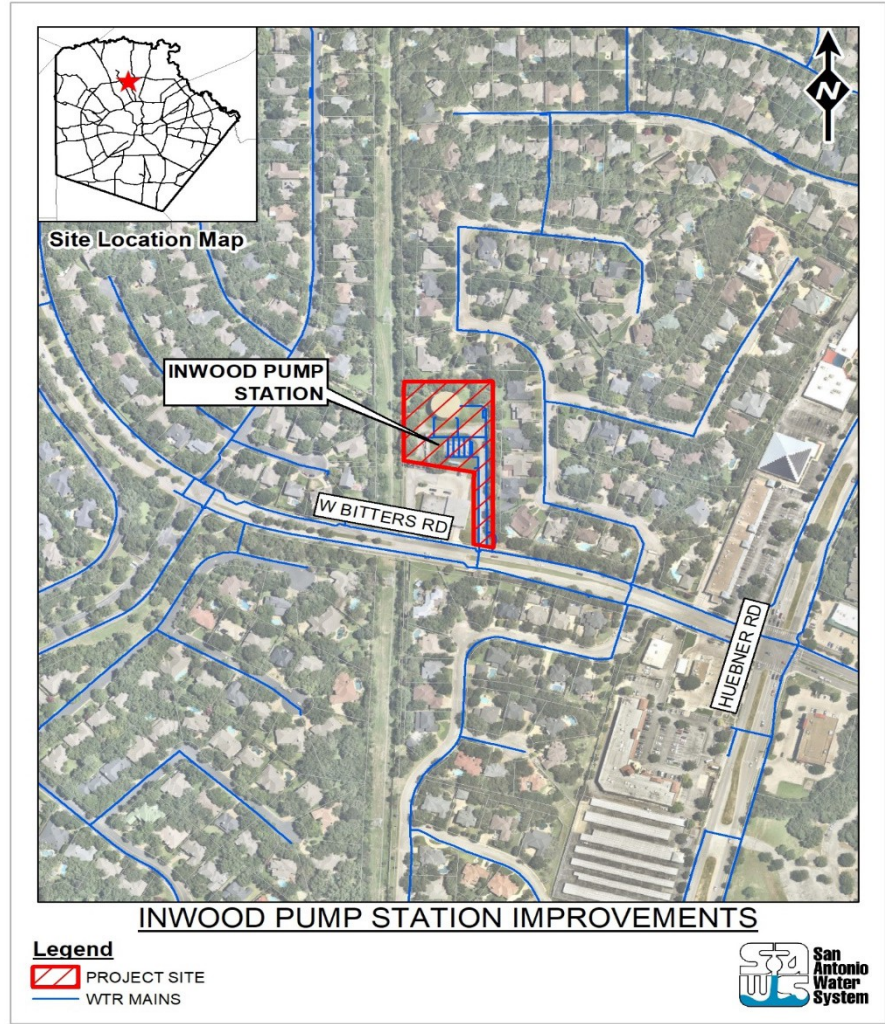 N
Site Location Map
INWOOD PUMP
STATION
W BITTERS RD
HUEBNER RD
INWOOD PUMP STATION IMPROVEMENTS
Legend
PROJECT SITE
WTR MAINS
SAWS
San
Antonio
Water
System